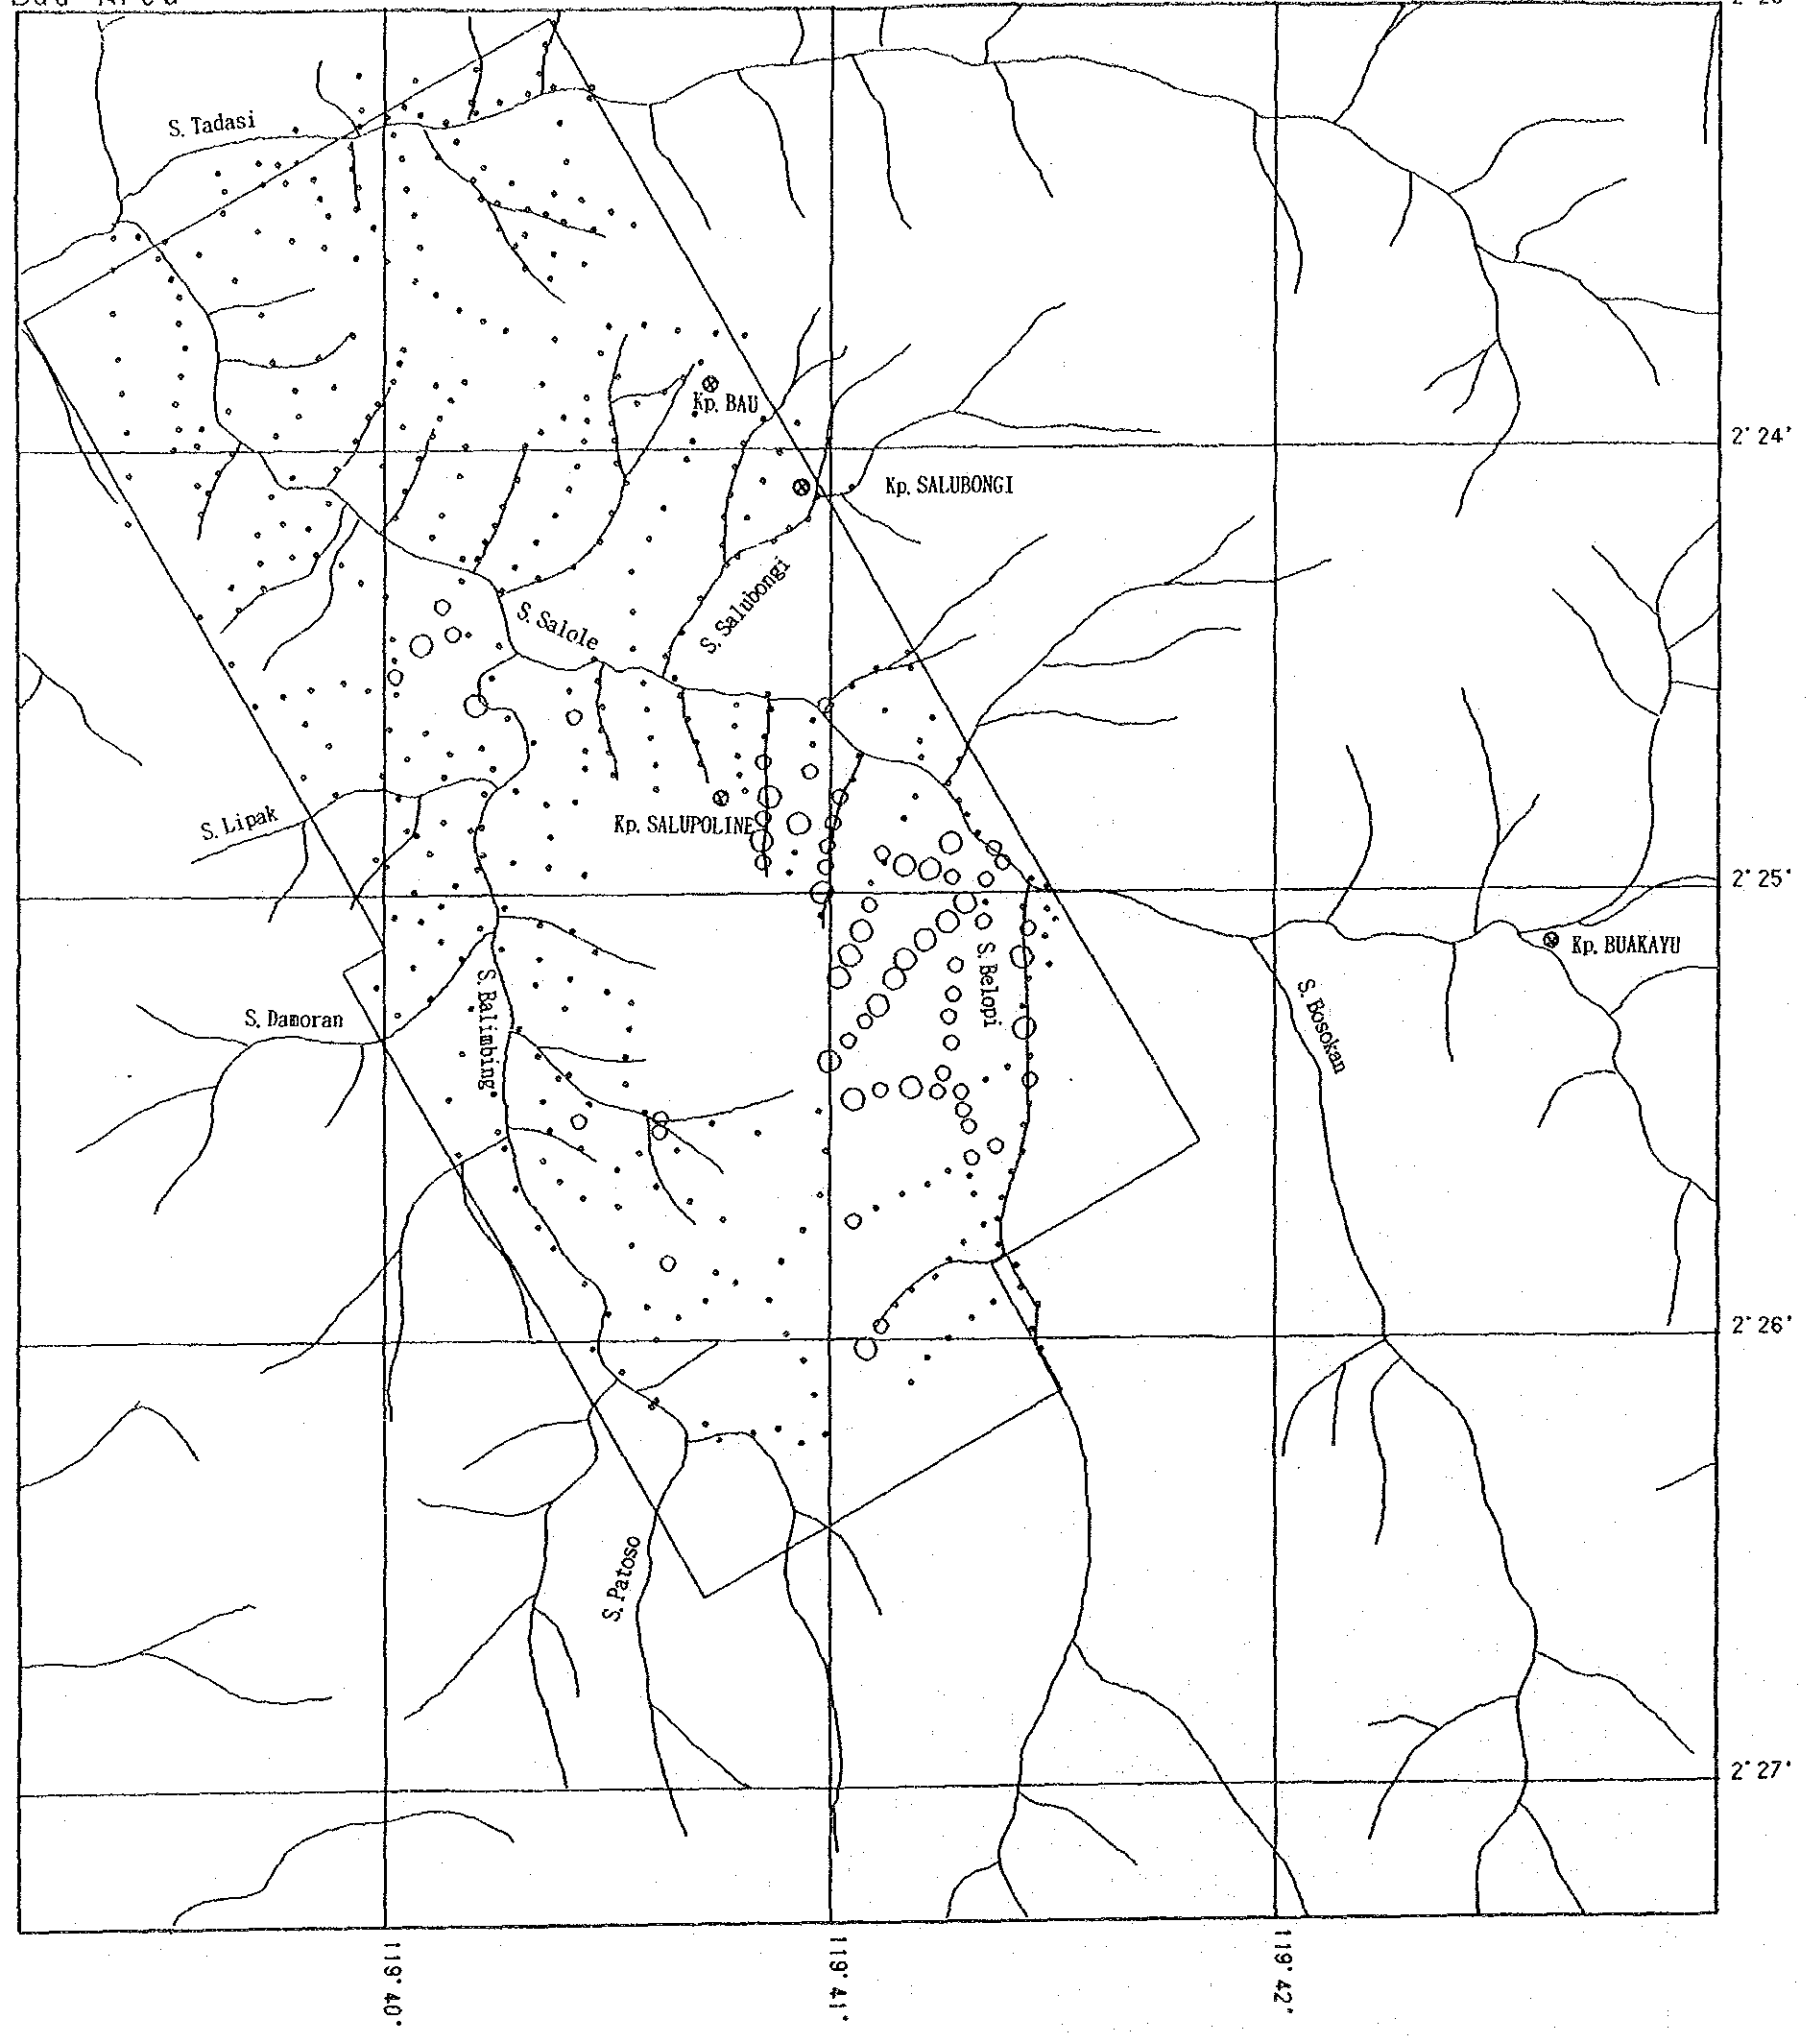 S. Tadasi
Kp. BAU
2° 24'
Kp. SALUBONGI
S. Salole
S. Salubongi
S. Lipak
Kp. SALUPOLINE
2° 25'
Kp. BUAKAYU
S. Belopi
S. Balimbing
S. Damoran
S. Bosokan
2° 26'
S. Patoso
2° 27'
119° 40'
119° 41'
119° 42'